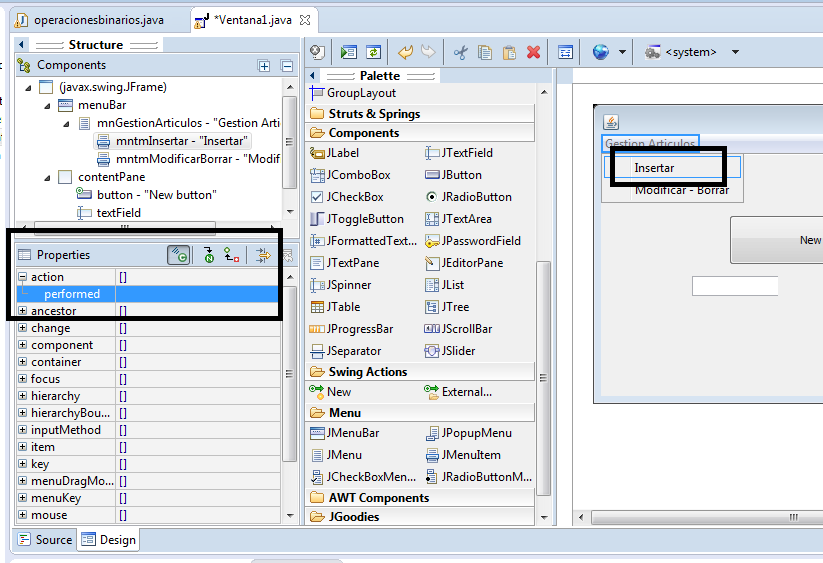 operacionesbinarios.java
*Ventana1.java
Structure
Components
(javax.swing.JFrame)
menuBar
mnGestionArticulos - "Gestion Arti
mntmInsertar - "Insertar"
mntmModificarBorrar - "Modif
contentPane
button - "New button"
textField
Properties
action []
performed
ancestor []
change []
component []
container []
focus []
hierarchy []
hierarchyBou... []
inputMethod []
item []
key []
menuDragMo... []
menuKey []
mouse []
Source Design
<system>
Palette
GroupLayout
Struts & Springs
Components
JLabel JTextField
JComboBox JButton
JCheckBox JRadioButton
JToggleButton JTextArea
JFormattedText... JPasswordField
JTextPane JEditorPane
JSpinner JList
JTable JTree
JProgressBar JScrollBar
JSeparator JSlider
Swing Actions
New External...
Menu
JMenuBar JPopupMenu
JMenu JMenuItem
JCheckBoxMen... JRadioButtonM...
AWT Components
JGoodies
Gestion Articulos
Insertar
Modificar - Borrar
New